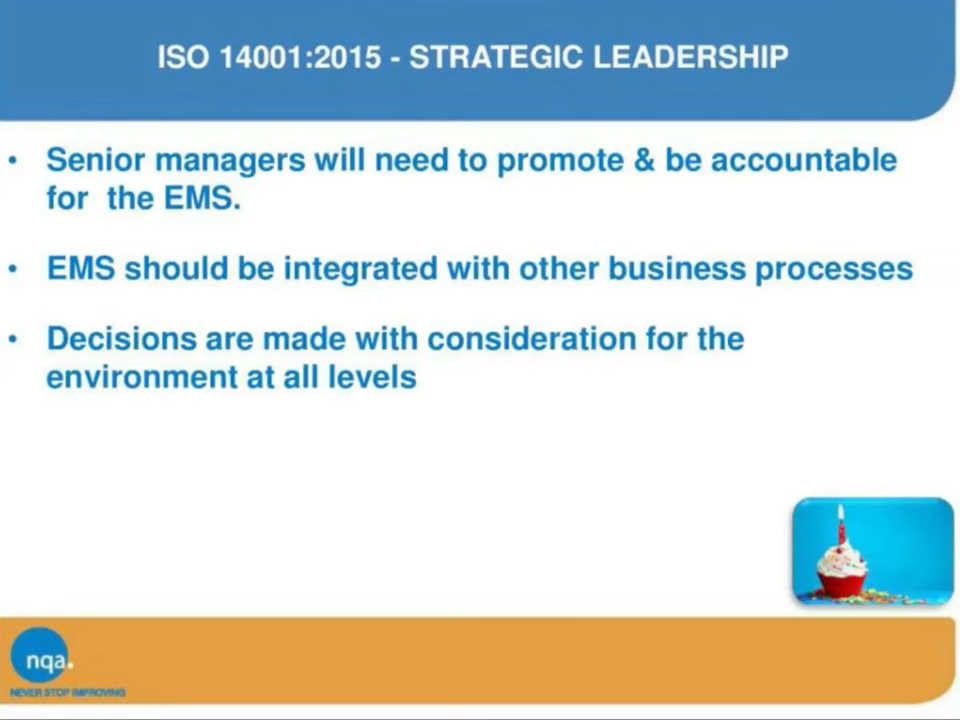 ISO 14001:2015 - STRATEGIC LEADERSHIP
• Senior managers will need to promote & be accountable
for the EMS.
• EMS should be integrated with other business processes
• Decisions are made with consideration for the
environment at all levels
nqa.
NEVER STOP IMPROVING